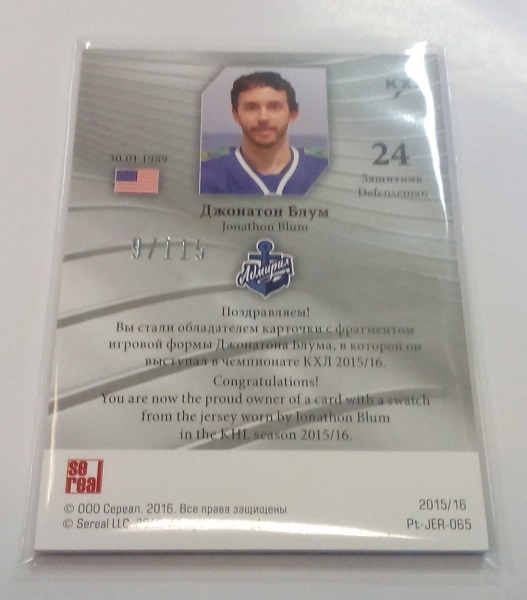 КХЛ
24
30.01.1989
Защитник
Defenseman
Джонатон Блум
Jonathon Blum
9/115
Адмирал
Поздравляем!
Вы стали обладателем карточки с фрагментом
игровой формы Джонатона Блума, в которой он
выступал в чемпионате КХЛ 2015/16.
Congratulations!
You are now the proud owner of a card with a swatch
from the jersey worn by Jonathon Blum
in the KHL season 2015/16.
se
real
© ООО Сереал. 2016. Все права защищены
2015/16
© Sereal LLC.
Pt-JER-065